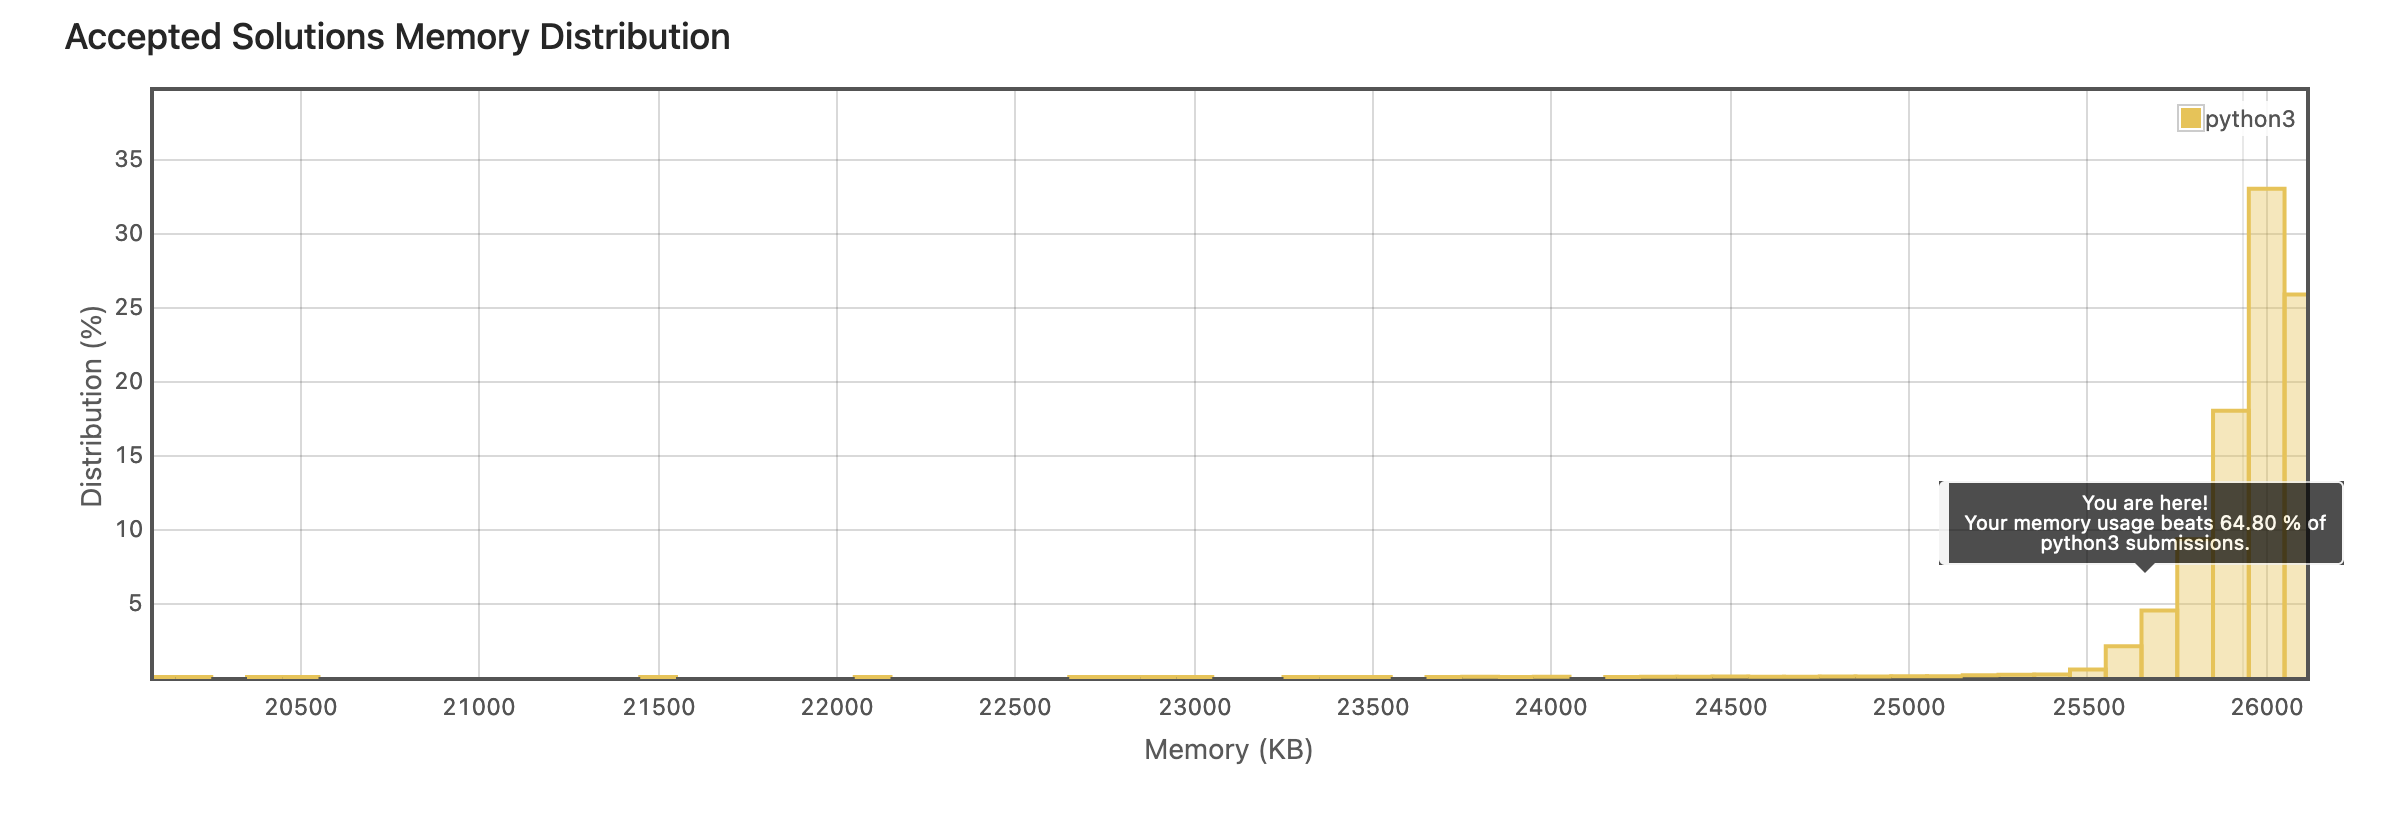 Accepted Solutions Memory Distribution
python3
35
30
25
20
15
10
5
Distribution (%)
You are here!
Your memory usage beats 64.80 % of
python3 submissions.
20500 21000 21500 22000 22500 23000 23500 24000 24500 25000 25500 26000
Memory (KB)